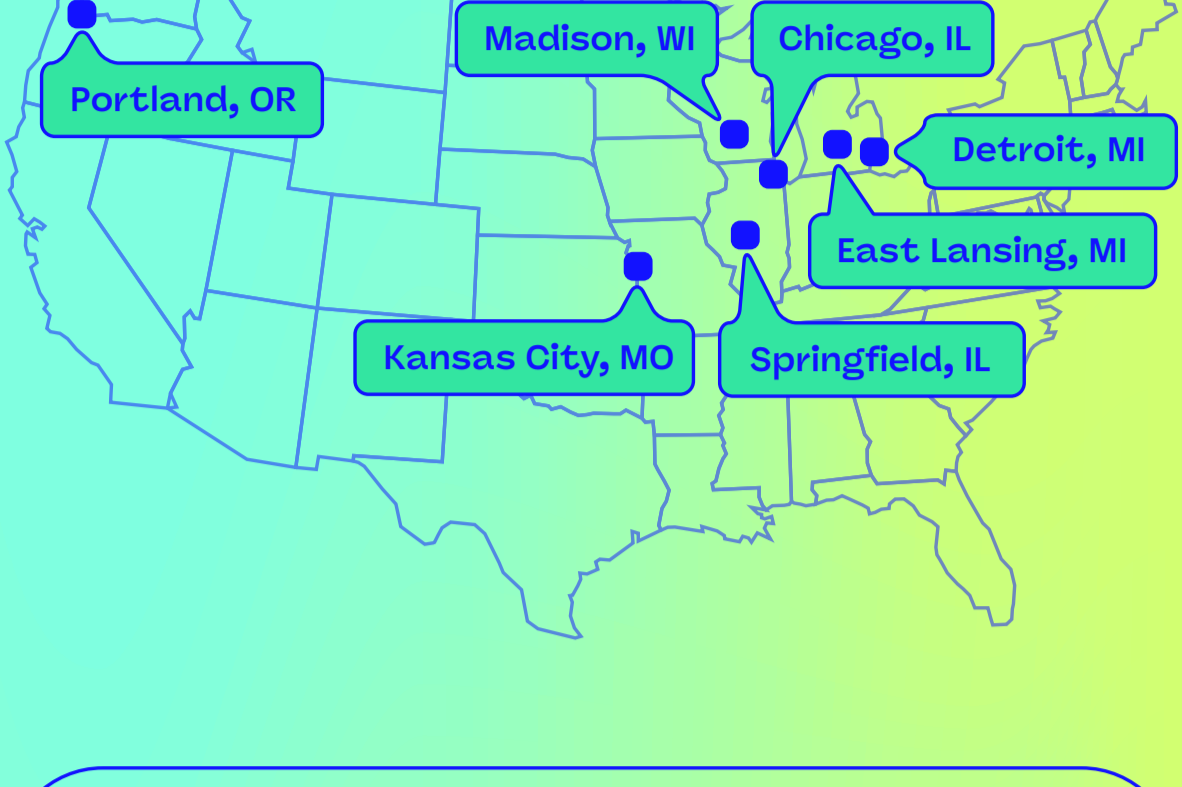 Madison, WI
Chicago, IL
Portland, OR
Detroit, MI
East Lansing, MI
Kansas City, MO
Springfield, IL